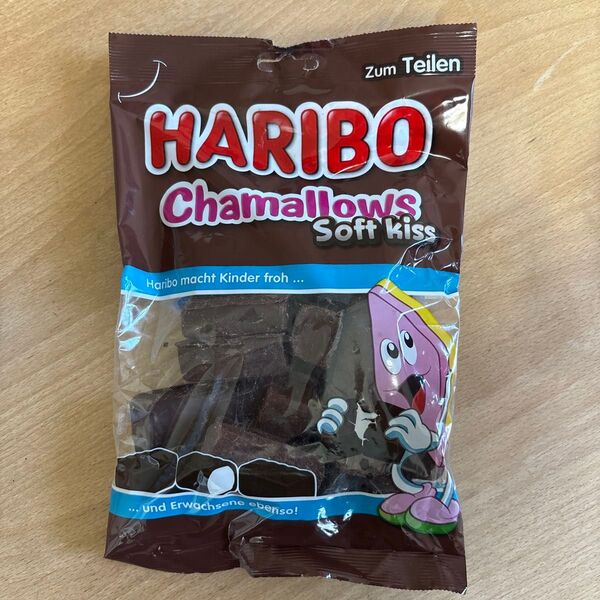 Zum Teilen
HARIBO
Chamallows
Soft Kiss
Haribo macht Kinder froh ...
... und Erwachsene ebenso!